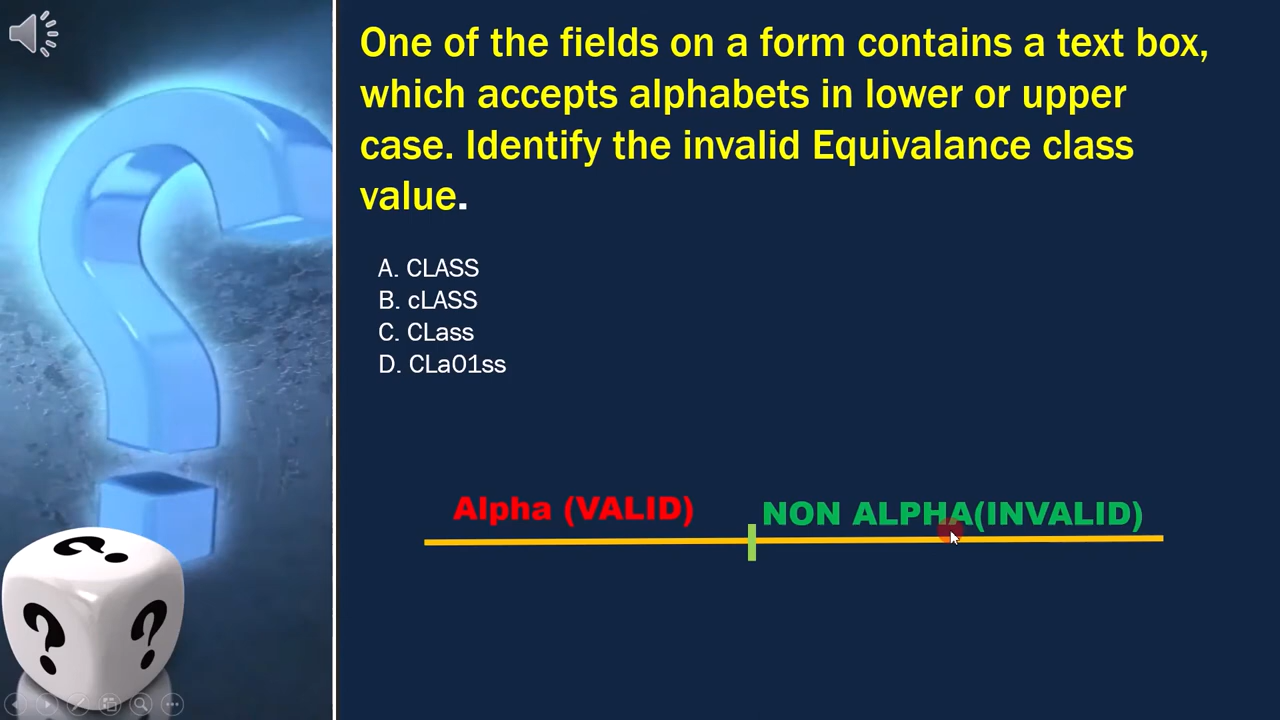 One of the fields on a form contains a text box,
which accepts alphabets in lower or upper
case. Identify the invalid Equivalance class
value.
A. CLASS
B. cLASS
C. CLass
D. CLa01ss
Alpha (VALID)
NON ALPHA(INVALID)